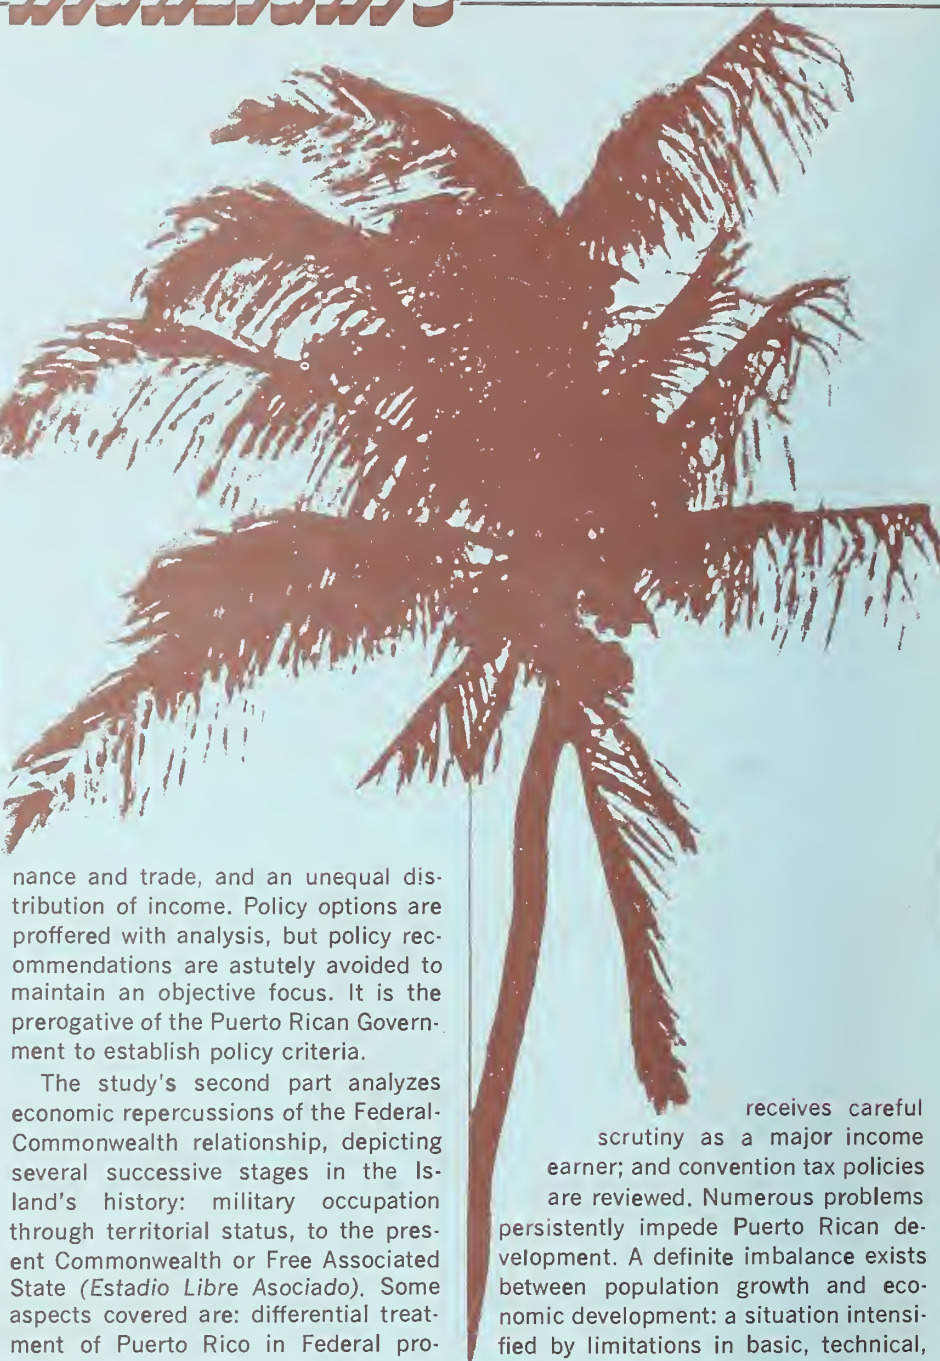 nance and trade, and an unequal dis-
tribution of income. Policy options are
proffered with analysis, but policy rec-
ommendations are astutely avoided to
maintain an objective focus. It is the
prerogative of the Puerto Rican Govern-
ment to establish policy criteria.
The study's second part analyzes
economic repercussions of the Federal-
Commonwealth relationship, depicting
several successive stages in the Is-
land's history: military occupation
through territorial status, to the pres-
ent Commonwealth or Free Associated
State (Estadio Libre Asociado). Some
aspects covered are: differential treat-
ment of Puerto Rico in Federal pro-
receives careful
scrutiny as a major income
earner; and convention tax policies
are reviewed. Numerous problems
persistently impede Puerto Rican de-
velopment. A definite imbalance exists
between population growth and eco-
nomic development: a situation intensi-
fied by limitations in basic, technical,